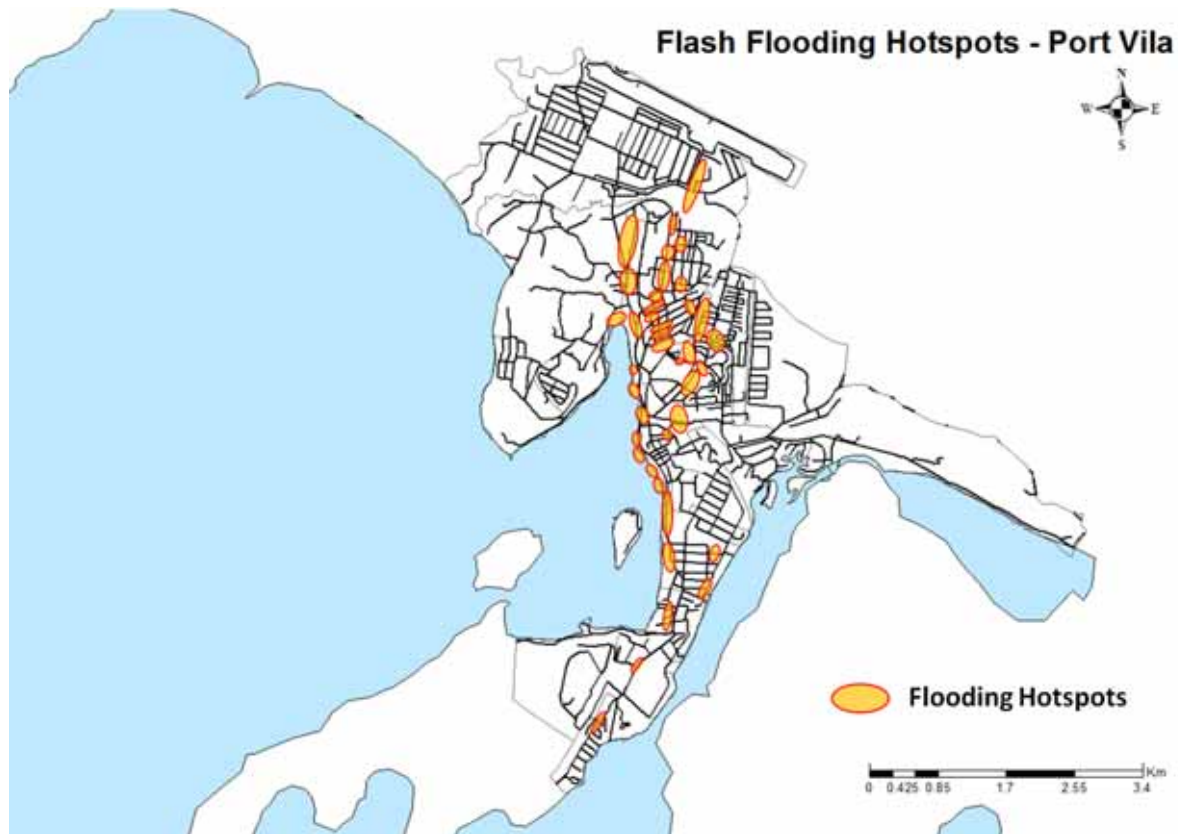 Flash Flooding Hotspots - Port Vila
N
W E
S
Flooding Hotspots
Km
0 0.425 0.85 1.7 2.55 3.4